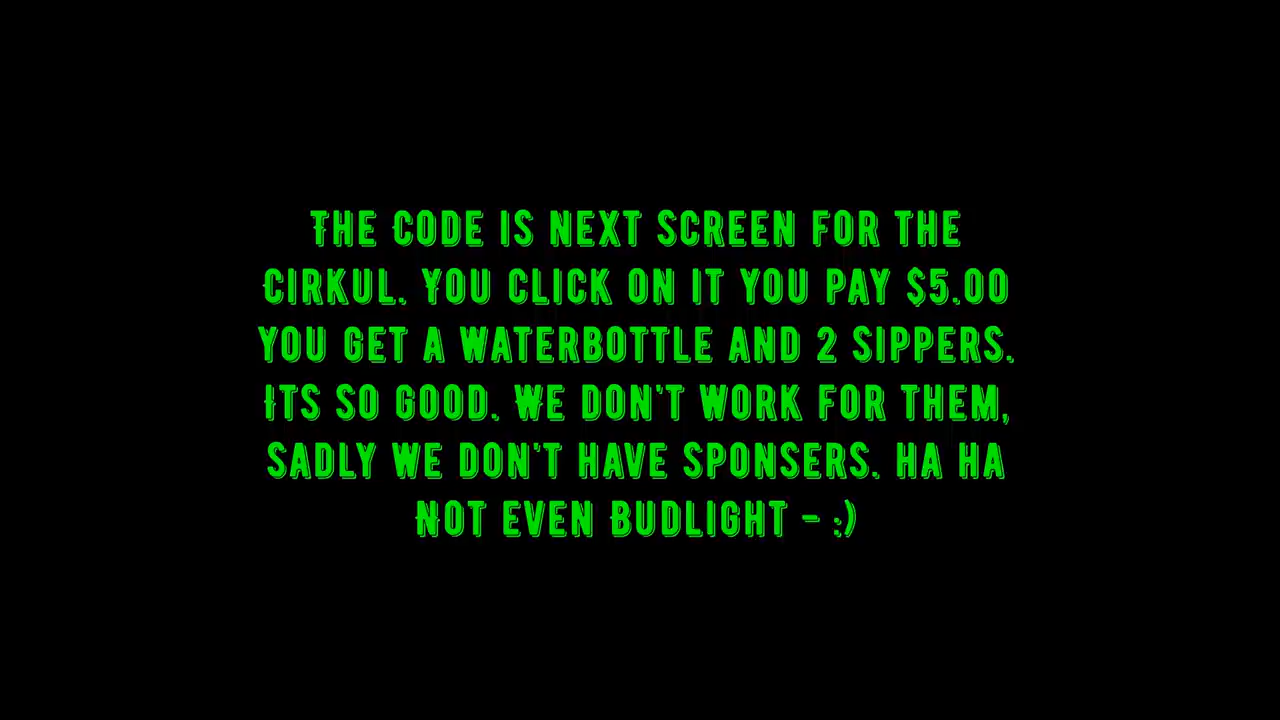 The Code is next screen for the
Cirkul. You click on it you pay $5.00
you get a waterbottle and 2 sippers.
Its so good. We don't work for them,
sadly we don't have sponsers. ha ha
Not even Budlight - :)